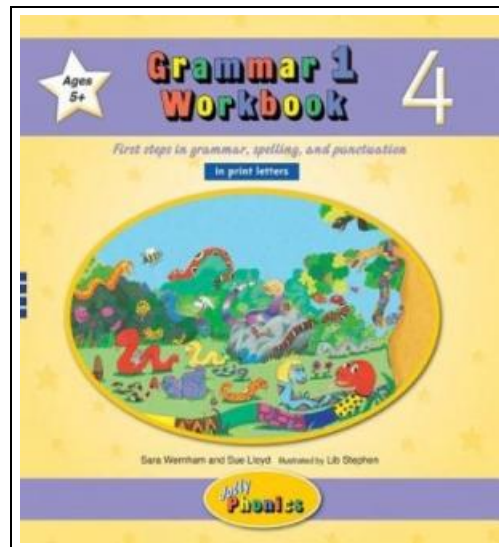 Ages
5+
Grammar 1
Workbook
4
First steps in grammar, spelling, and punctuation
in print letters
Sara Wernham and Sue Lloyd Illustrated by Lib Stephen
Jolly
Phonics